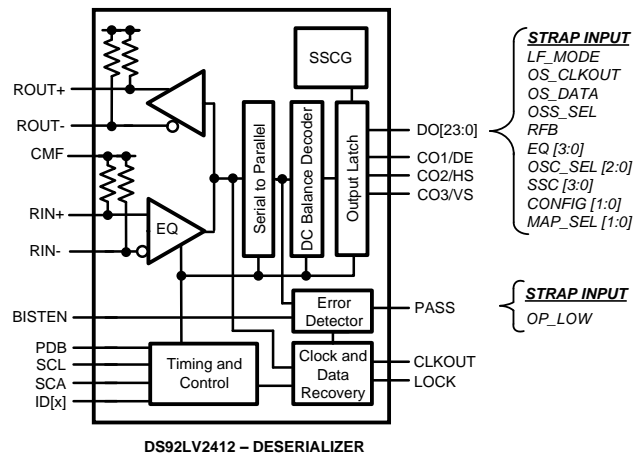 STRAP INPUT
LF_MODE
OS_CLKOUT
OS_DATA
OSS_SEL
RFB
EQ [3:0]
OSC_SEL [2:0]
SSC [3:0]
CONFIG [1:0]
MAP_SEL [1:0]
SSCG
ROUT+
ROUT-
CMF
RIN+
RIN-
EQ
Serial to Parallel
DC Balance Decoder
Output Latch
DO[23:0]
CO1/DE
CO2/HS
CO3/VS
STRAP INPUT
OP_LOW
BISTEN
Error
Detector
PASS
PDB
SCL
SCA
ID[x]
Timing and
Control
Clock and
Data
Recovery
CLKOUT
LOCK
DS92LV2412 – DESERIALIZER